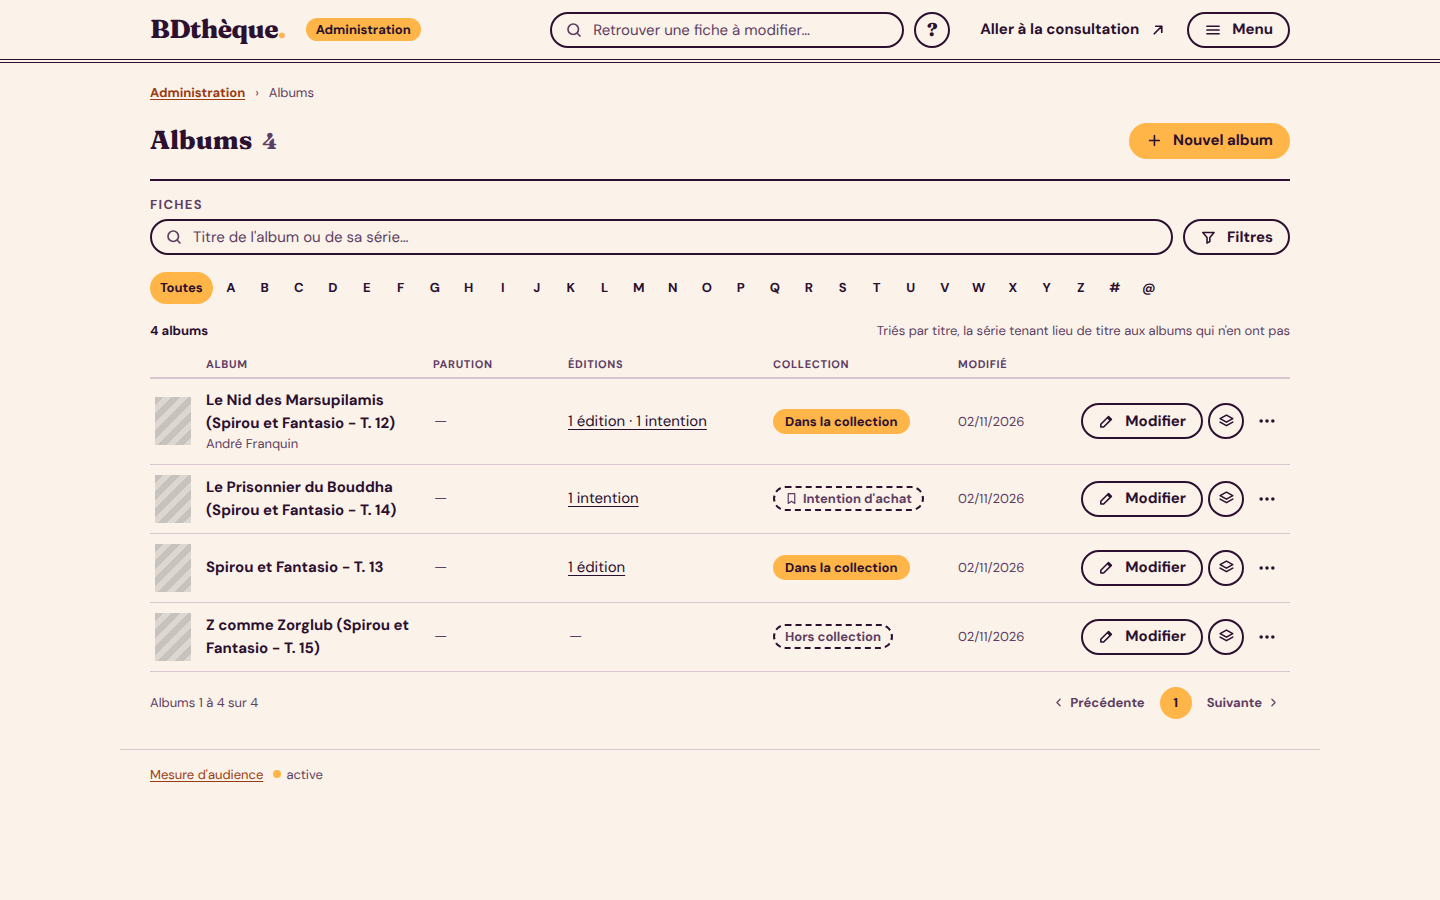 BDthèque.
Administration
Retrouver une fiche à modifier…
?
Aller à la consultation
Menu
Administration › Albums
Albums 4
Nouvel album
FICHES
Titre de l'album ou de sa série…
Filtres
Toutes A B C D E F G H I J K L M N O P Q R S T U V W X Y Z # @
4 albums
Triés par titre, la série tenant lieu de titre aux albums qui n'en ont pas
ALBUM PARUTION ÉDITIONS COLLECTION MODIFIÉ
Le Nid des Marsupilamis
(Spirou et Fantasio - T. 12)
André Franquin
— 1 édition · 1 intention Dans la collection 02/11/2026 Modifier
Le Prisonnier du Bouddha
(Spirou et Fantasio - T. 14)
— 1 intention Intention d'achat 02/11/2026 Modifier
Spirou et Fantasio - T. 13 — 1 édition Dans la collection 02/11/2026 Modifier
Z comme Zorglub (Spirou et
Fantasio - T. 15)
— — Hors collection 02/11/2026 Modifier
Albums 1 à 4 sur 4
Précédente 1 Suivante
Mesure d'audience active